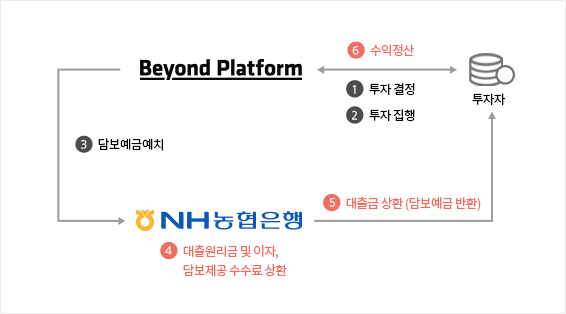 6 수익정산
Beyond Platform
1 투자 결정
2 투자 집행
투자자
3 담보예금예치
NH농협은행
5 대출금 상환 (담보예금 반환)
4 대출원리금 및 이자,
담보제공 수수료 상환